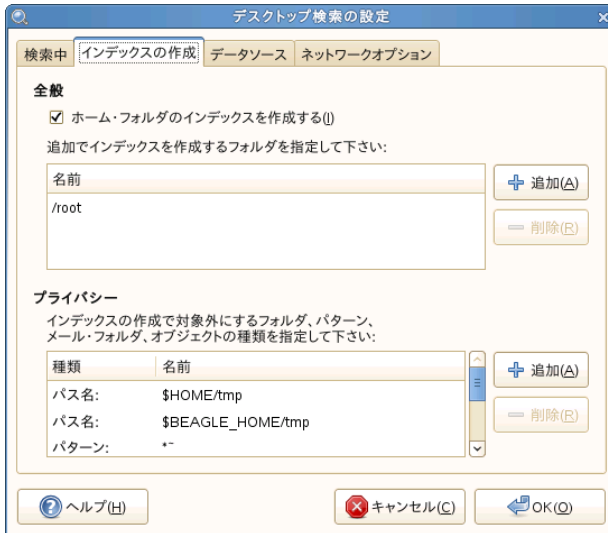 デスクトップ検索の設定
検索中 インデックスの作成 データソース ネットワークオプション
全般
ホーム・フォルダのインデックスを作成する(I)
追加でインデックスを作成するフォルダを指定して下さい:
名前
/root
追加(A)
削除(R)
プライバシー
インデックスの作成で対象外にするフォルダ、パターン、
メール・フォルダ、オブジェクトの種類を指定して下さい:
種類 名前
パス名: $HOME/tmp
パス名: $BEAGLE_HOME/tmp
パターン: *~
追加(A)
削除(R)
ヘルプ(H) キャンセル(C) OK(O)